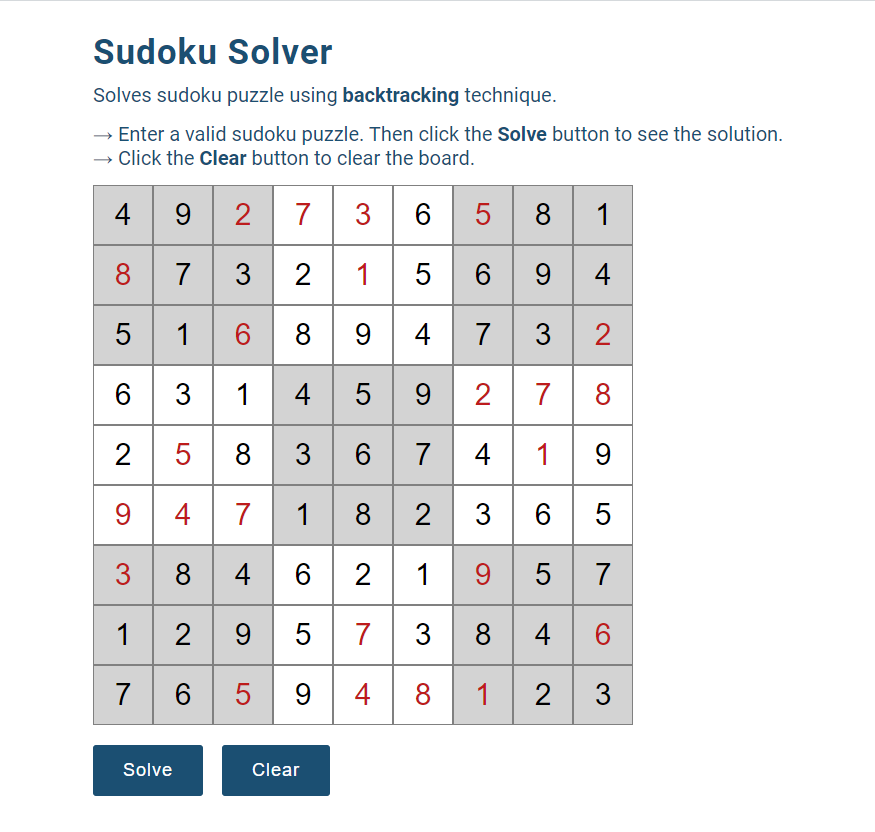 Sudoku Solver
Solves sudoku puzzle using backtracking technique.
→ Enter a valid sudoku puzzle. Then click the Solve button to see the solution.
→ Click the Clear button to clear the board.
4 9 2 7 3 6 5 8 1
8 7 3 2 1 5 6 9 4
5 1 6 8 9 4 7 3 2
6 3 1 4 5 9 2 7 8
2 5 8 3 6 7 4 1 9
9 4 7 1 8 2 3 6 5
3 8 4 6 2 1 9 5 7
1 2 9 5 7 3 8 4 6
7 6 5 9 4 8 1 2 3
Solve Clear